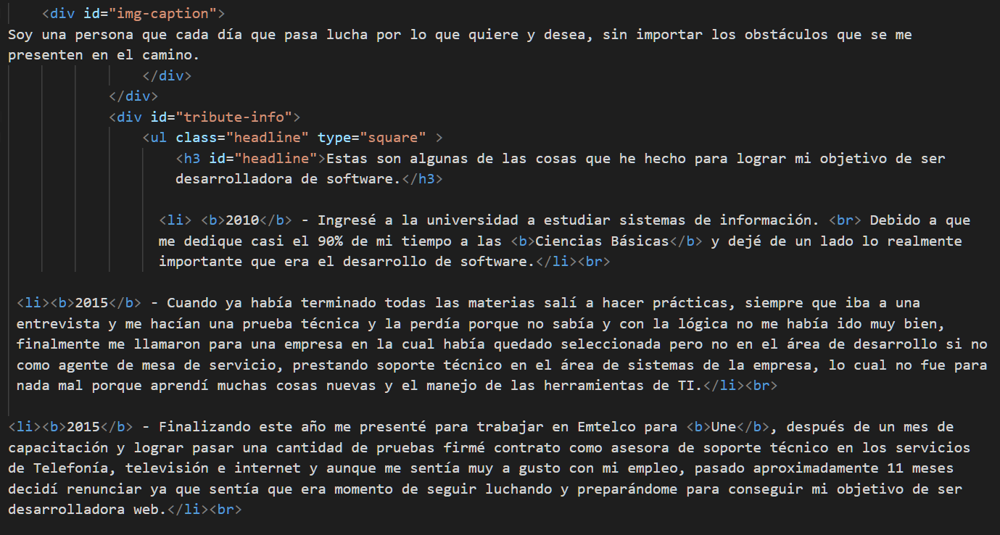 <div id="img-caption">
Soy una persona que cada día que pasa lucha por lo que quiere y desea, sin importar los obstáculos que se me
presenten en el camino.
</div>
</div>
<div id="tribute-info">
<ul class="headline" type="square" >
<h3 id="headline">Estas son algunas de las cosas que he hecho para lograr mi objetivo de ser
desarrolladora de software.</h3>
<li> <b>2010</b> - Ingresé a la universidad a estudiar sistemas de información. <br> Debido a que
me dedique casi el 90% de mi tiempo a las <b>Ciencias Básicas</b> y dejé de un lado lo realmente
importante que era el desarrollo de software.</li><br>
<li><b>2015</b> - Cuando ya había terminado todas las materias salí a hacer prácticas, siempre que iba a una
entrevista y me hacían una prueba técnica y la perdía porque no sabía y con la lógica no me había ido muy bien,
finalmente me llamaron para una empresa en la cual había quedado seleccionada pero no en el área de desarrollo si no
como agente de mesa de servicio, prestando soporte técnico en el área de sistemas de la empresa, lo cual no fue para
nada mal porque aprendí muchas cosas nuevas y el manejo de las herramientas de TI.</li><br>
<li><b>2015</b> - Finalizando este año me presenté para trabajar en Emtelco para <b>Une</b>, después de un mes de
capacitación y lograr pasar una cantidad de pruebas firmé contrato como asesora de soporte técnico en los servicios
de Telefonía, televisión e internet y aunque me sentía muy a gusto con mi empleo, pasado aproximadamente 11 meses
decidí renunciar ya que sentía que era momento de seguir luchando y preparándome para conseguir mi objetivo de ser
desarrolladora web.</li><br>